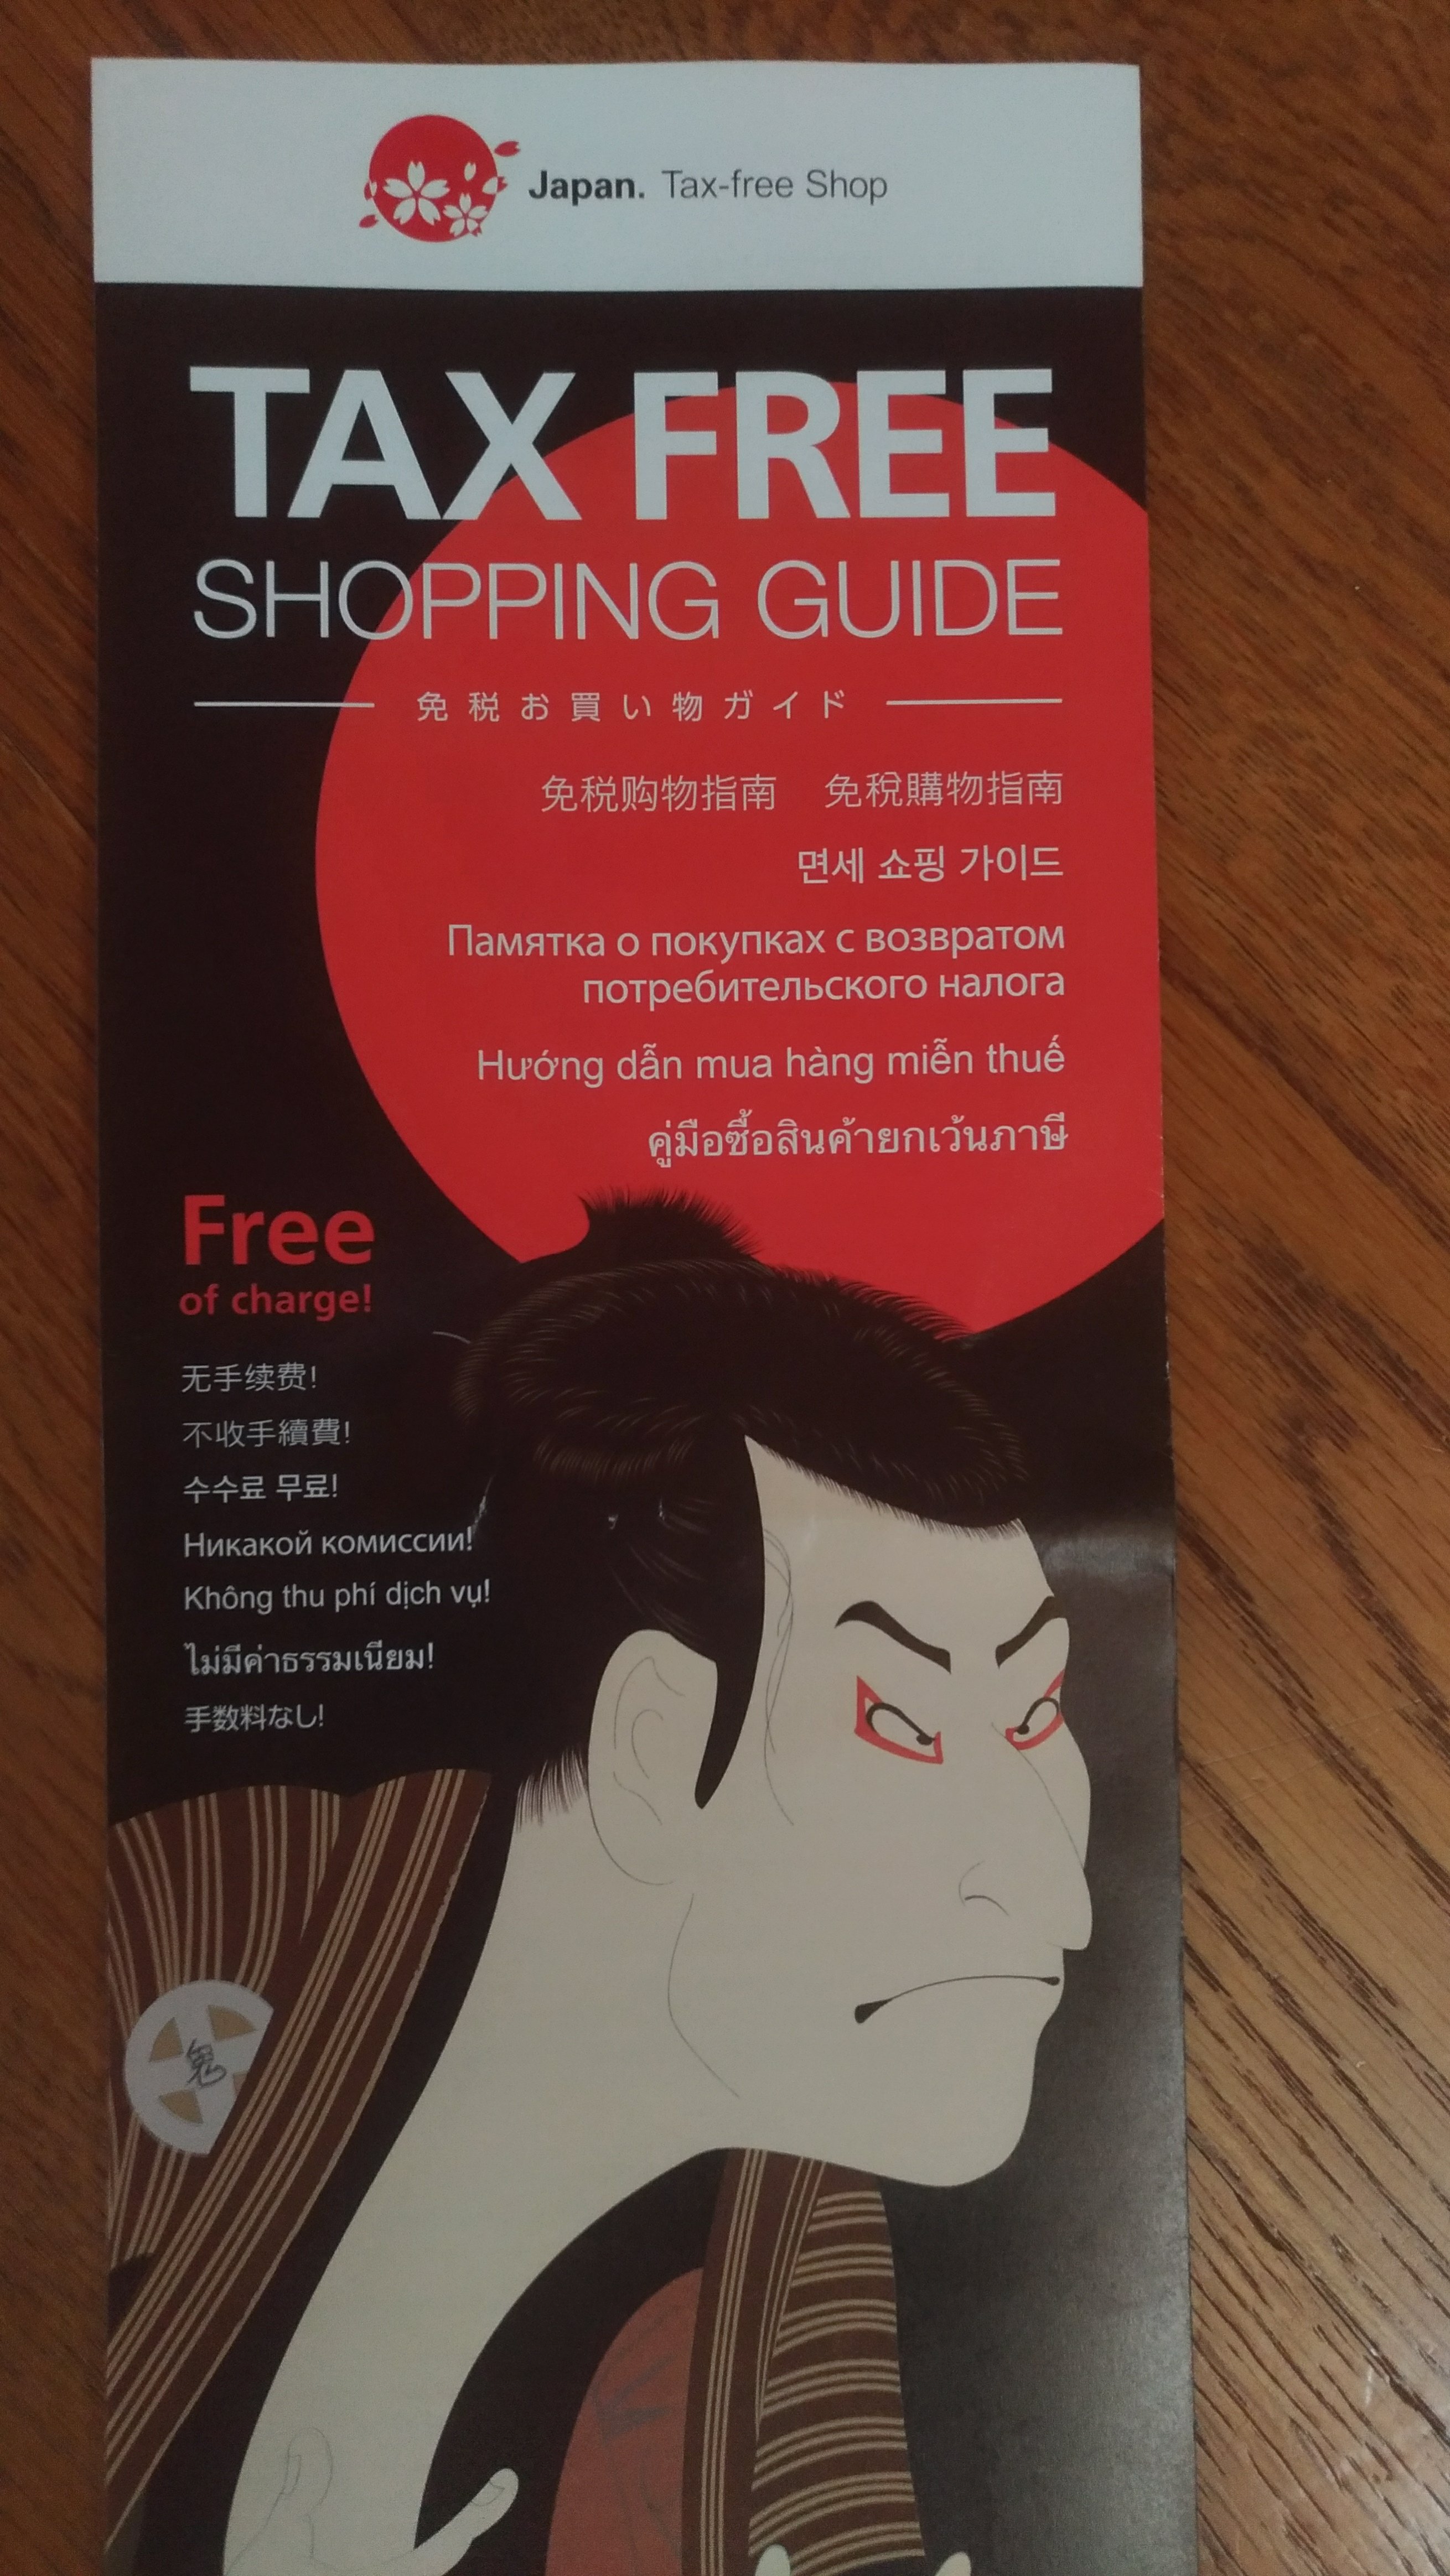 Japan. Tax-free Shop
TAX FREE
SHOPPING GUIDE
免税お買い物ガイド
免税购物指南 免稅購物指南
면세 쇼핑 가이드
Памятка о покупках с возвратом
потребительского налога
Hướng dẫn mua hàng miễn thuế
คู่มือซื้อสินค้ายกเว้นภาษี
Free
of charge!
无手续费!
不收手續費!
수수료 무료!
Никакой комиссии!
Không thu phí dịch vụ!
ไม่มีค่าธรรมเนียม!
手数料なし!
鬼